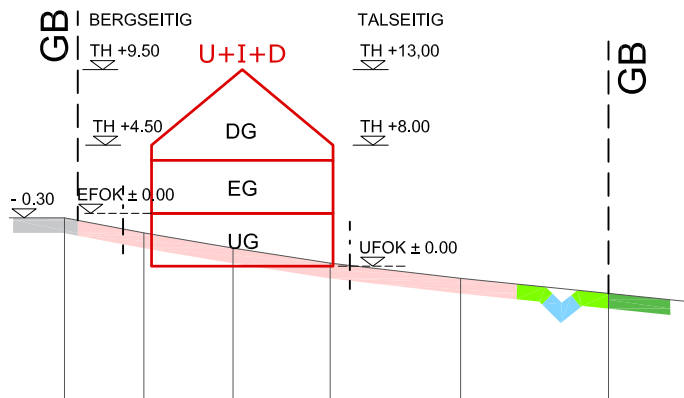 BERGSEITIG
TALSEITIG
GB
TH +9.50
U+I+D
TH +13,00
GB
TH +4.50
DG
TH +8.00
- 0.30
EFOK ± 0.00
EG
UG
UFOK ± 0.00